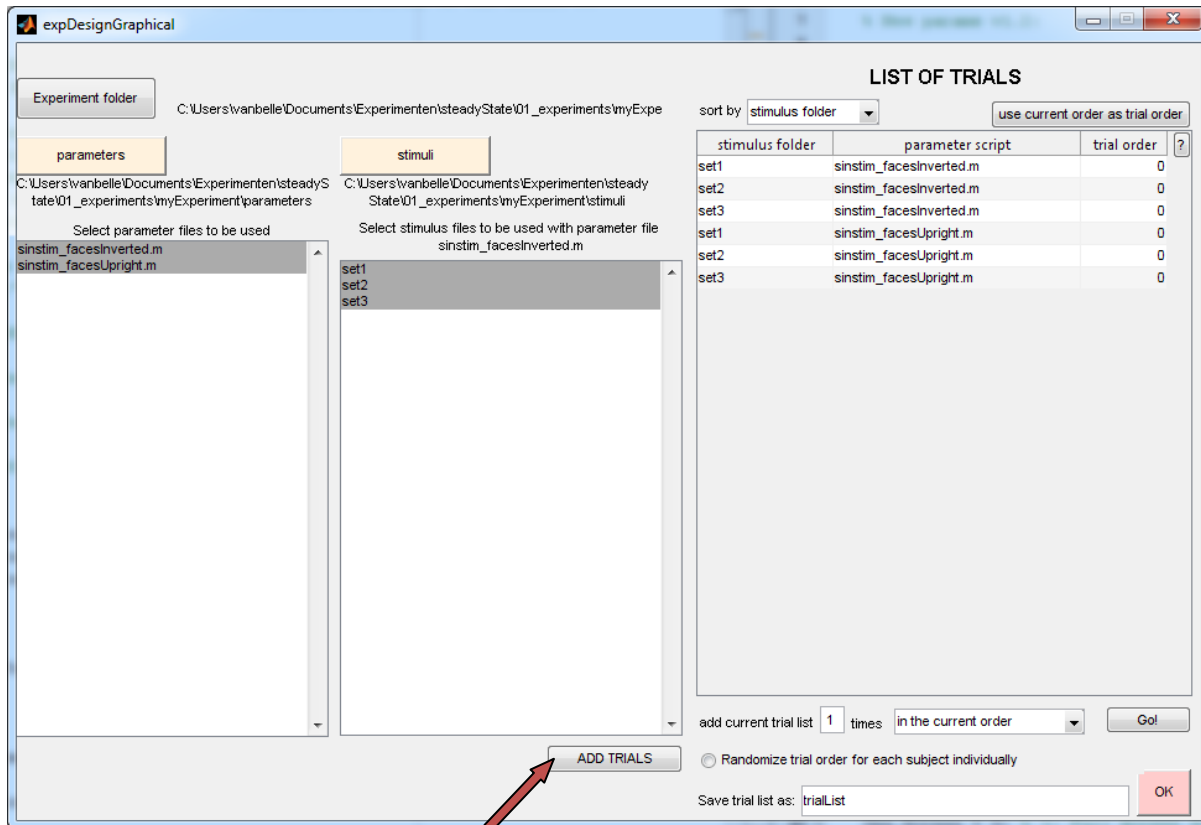 expDesignGraphical
Experiment folder
C:\Users\vanbelle\Documents\Experimenten\steadyState\01_experiments\myExpe
parameters
C:\Users\vanbelle\Documents\Experimenten\steadyS
tate\01_experiments\myExperiment\parameters
Select parameter files to be used
sinstim_facesInverted.m
sinstim_facesUpright.m
stimuli
C:\Users\vanbelle\Documents\Experimenten\steady
State\01_experiments\myExperiment\stimuli
Select stimulus files to be used with parameter file
sinstim_facesInverted.m
set1
set2
set3
ADD TRIALS
LIST OF TRIALS
sort by stimulus folder use current order as trial order
stimulus folder parameter script trial order ?
set1 sinstim_facesInverted.m 0
set2 sinstim_facesInverted.m 0
set3 sinstim_facesInverted.m 0
set1 sinstim_facesUpright.m 0
set2 sinstim_facesUpright.m 0
set3 sinstim_facesUpright.m 0
add current trial list 1 times in the current order Go!
Randomize trial order for each subject individually
Save trial list as: trialList OK